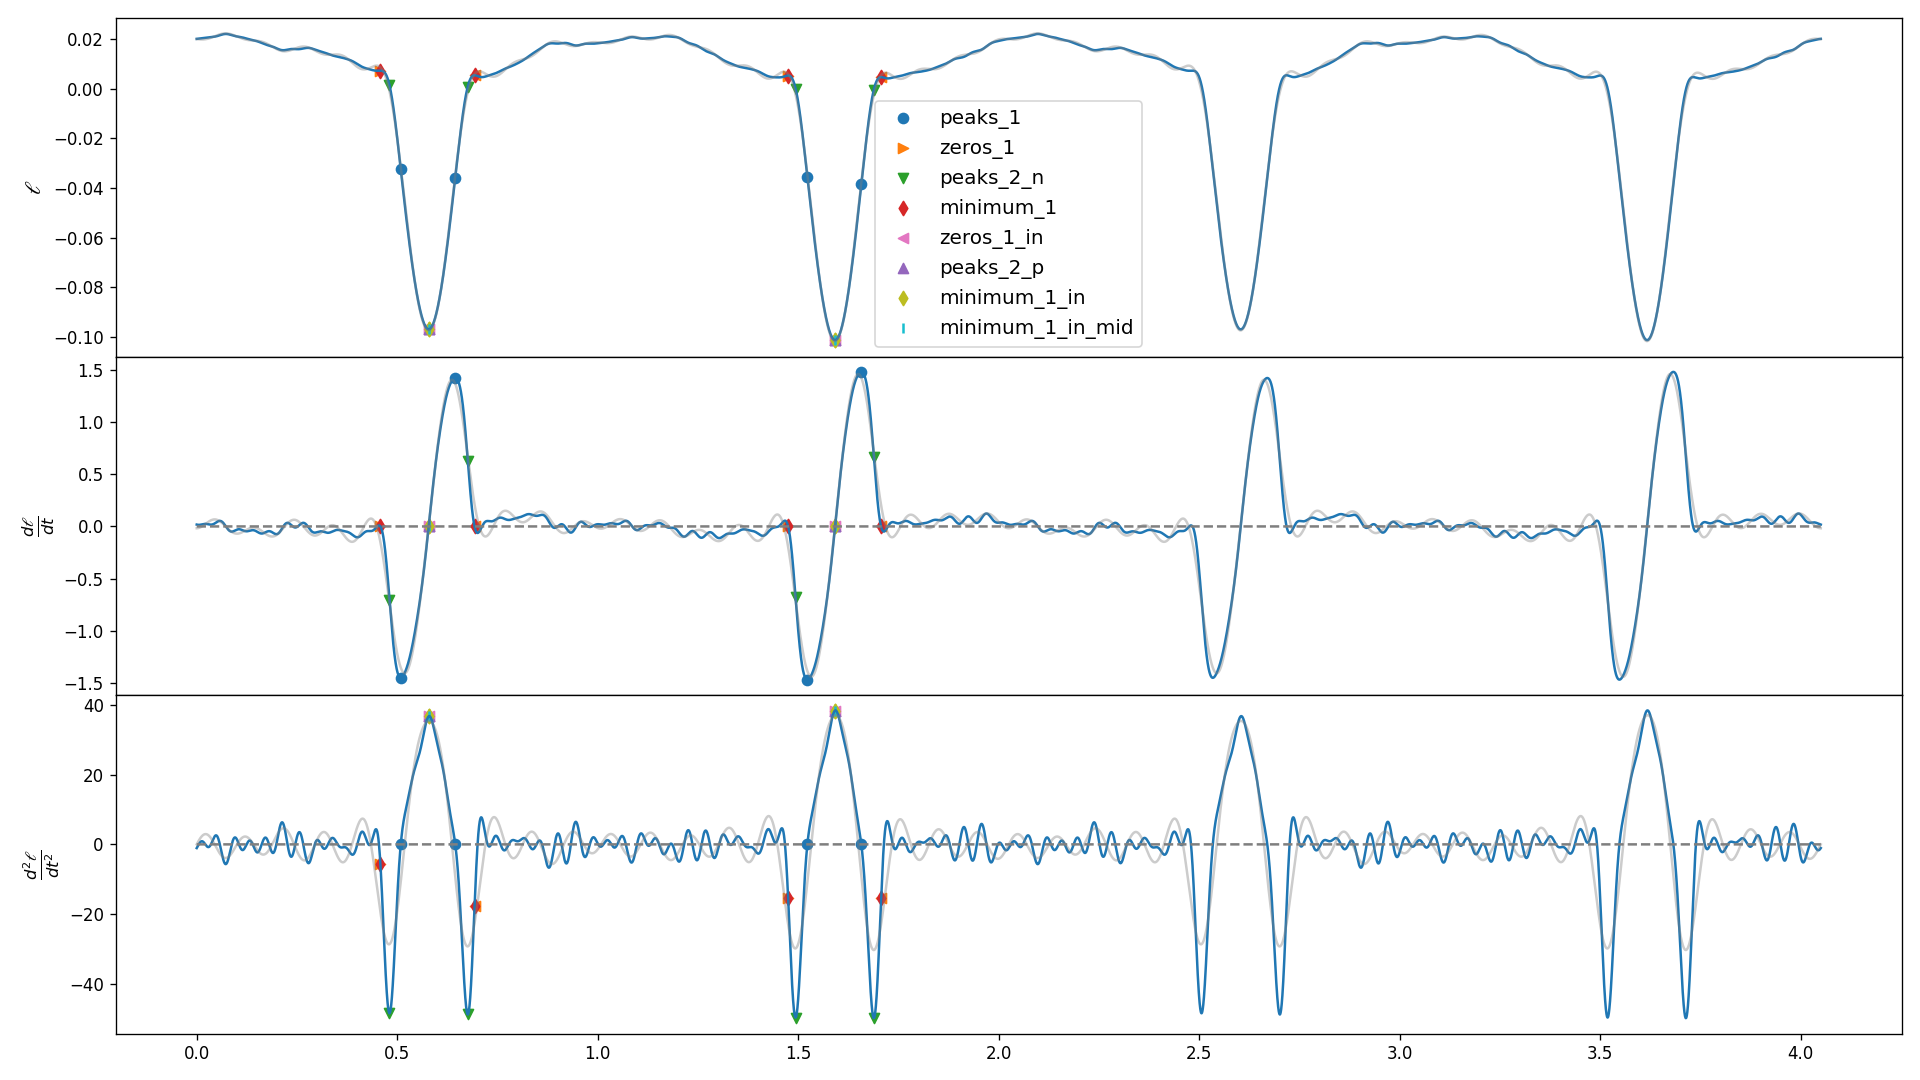 0.02
0.00
−0.02
−0.04
−0.06
−0.08
−0.10
ℓ
peaks_1
zeros_1
peaks_2_n
minimum_1
zeros_1_in
peaks_2_p
minimum_1_in
minimum_1_in_mid
1.5
1.0
0.5
0.0
−0.5
−1.0
−1.5
dℓ
dt
40
20
0
−20
−40
d²ℓ
dt²
0.0 0.5 1.0 1.5 2.0 2.5 3.0 3.5 4.0